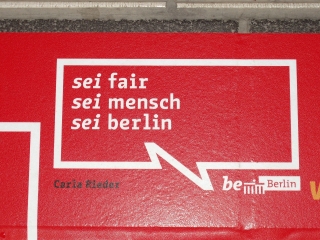 sei fair
sei mensch
sei berlin
Carla Rieder
be Berlin